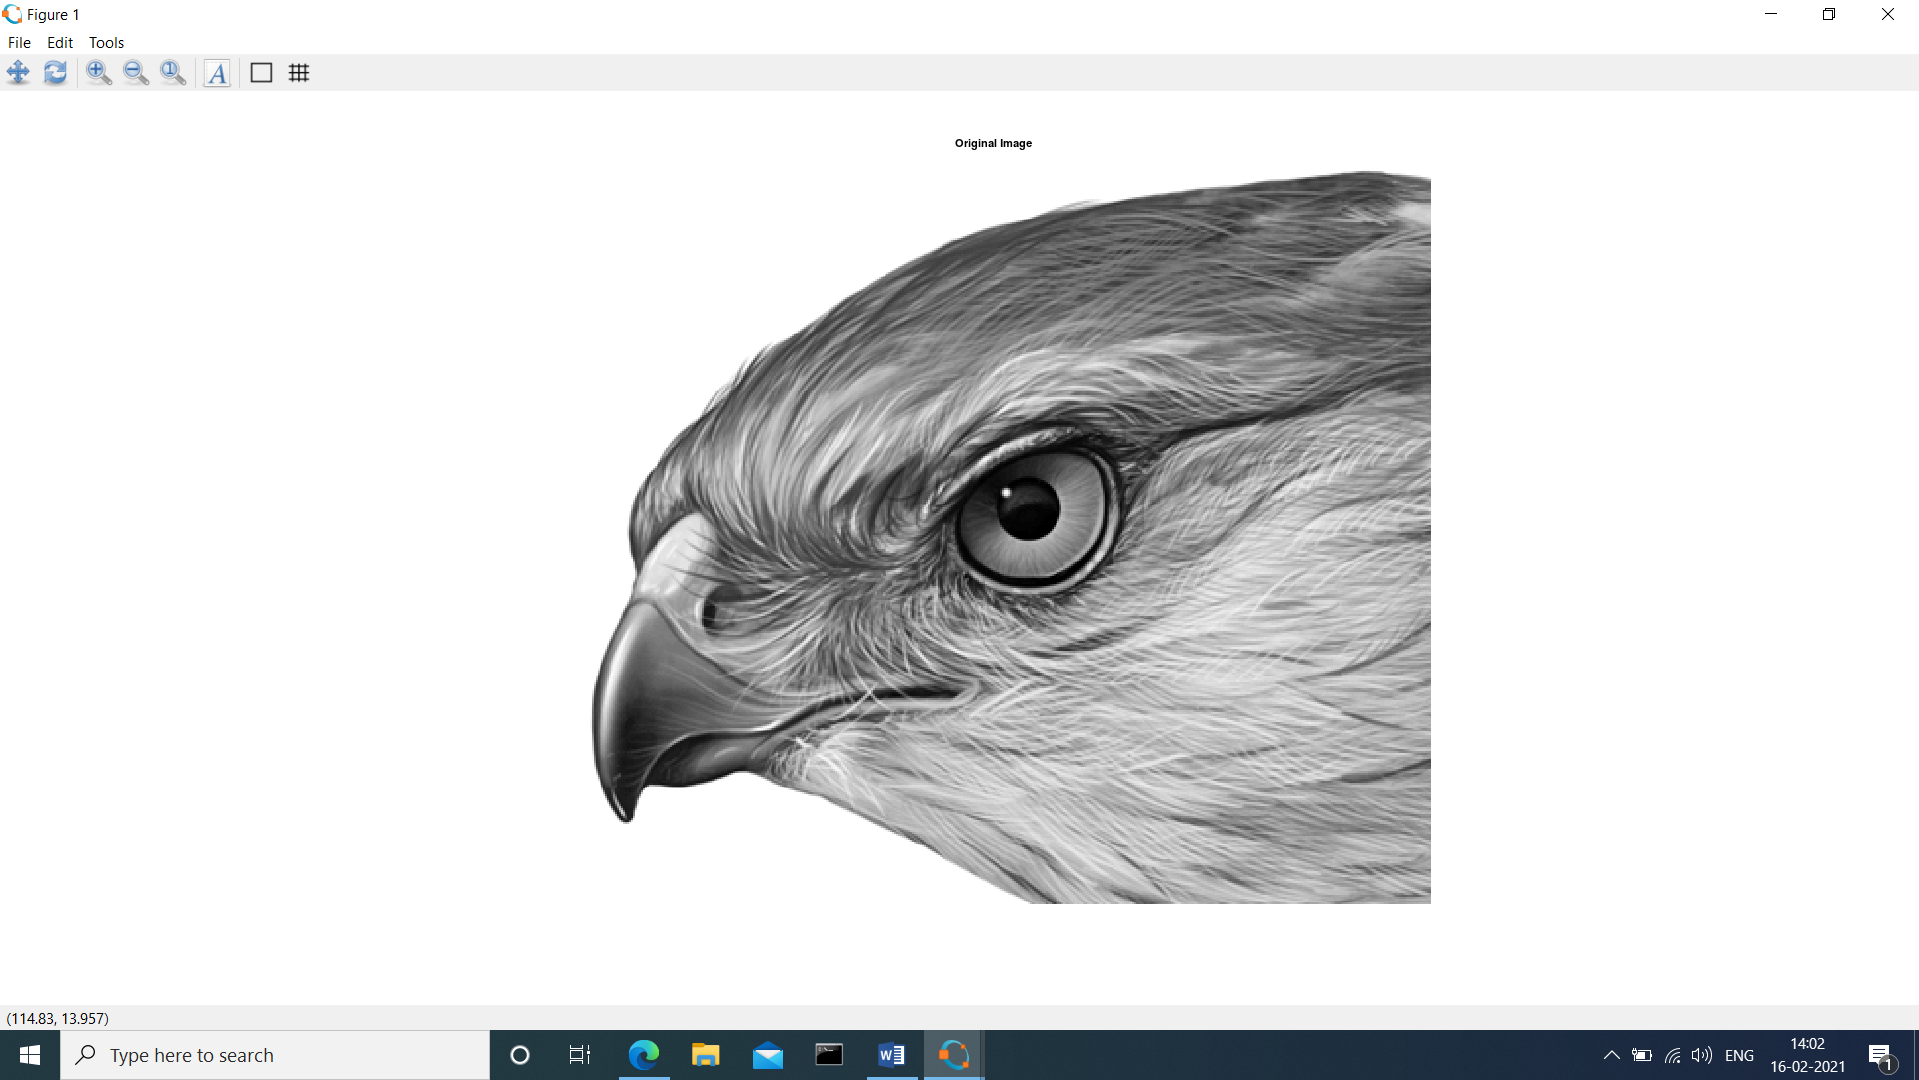 Figure 1
File Edit Tools
A
Original Image
(114.83, 13.957)
Type here to search
ENG
14:02
16-02-2021
1